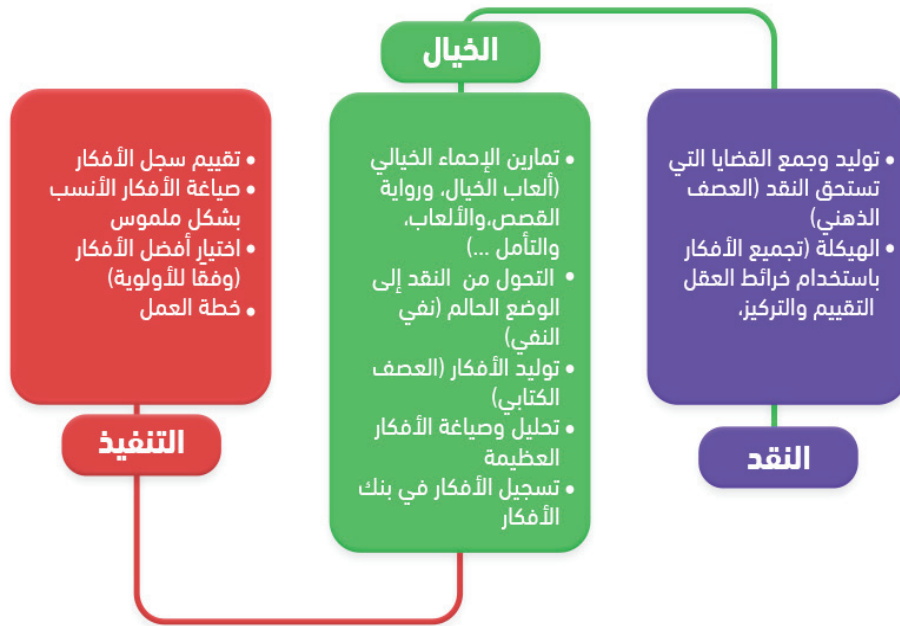 النقد
• توليد وجمع القضايا التي
تستحق النقد (العصف
الذهني)
• الهيكلة (تجميع الأفكار
باستخدام خرائط العقل
التقييم والتركيز،
الخيال
• تمارين الإحماء الخيالي
(ألعاب الخيال، ورواية
القصص،والألعاب،
والتأمل ...)
• التحول من النقد إلى
الوضع الحالم (نفي
النفي)
• توليد الأفكار (العصف
الكتابي)
• تحليل وصياغة الأفكار
العظيمة
• تسجيل الأفكار في بنك
الأفكار
التنفيذ
• تقييم سجل الأفكار
• صياغة الأفكار الأنسب
بشكل ملموس
• اختيار أفضل الأفكار
(وفقًا للأولوية)
• خطة العمل